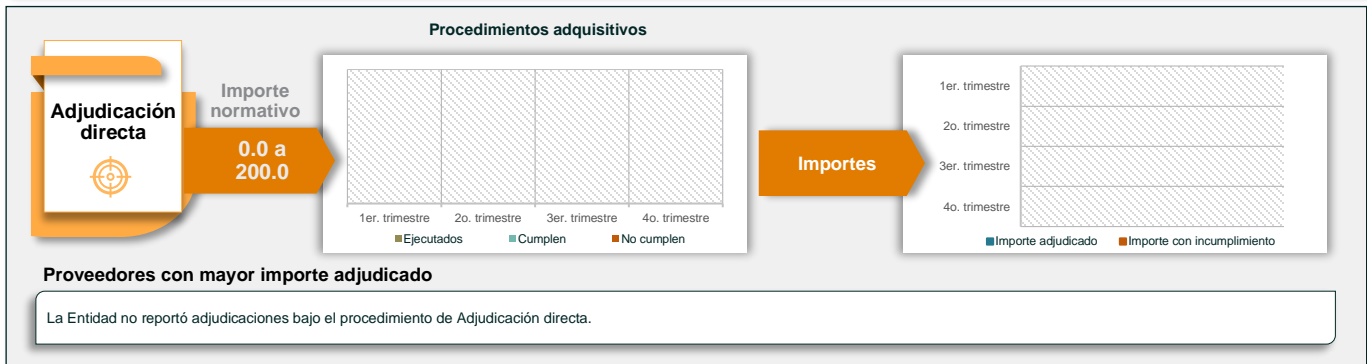 Procedimientos adquisitivos
Adjudicación
directa
Importe
normativo
0.0 a
200.0
1er. trimestre
2o. trimestre
3er. trimestre
4o. trimestre
Ejecutados
Cumplen
No cumplen
Importes
1er. trimestre
2o. trimestre
3er. trimestre
4o. trimestre
Importe adjudicado
Importe con incumplimiento
Proveedores con mayor importe adjudicado
La Entidad no reportó adjudicaciones bajo el procedimiento de Adjudicación directa.